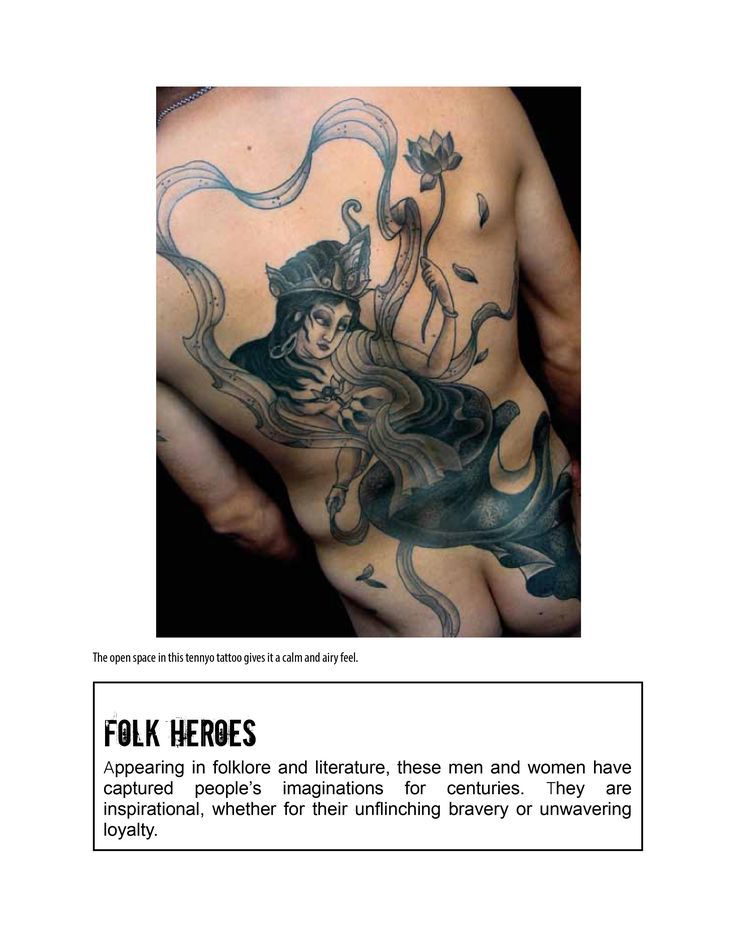 The open space in this tennyo tattoo gives it a calm and airy feel.
FOLK HEROES
Appearing in folklore and literature, these men and women have
captured people’s imaginations for centuries. They are
inspirational, whether for their unflinching bravery or unwavering
loyalty.